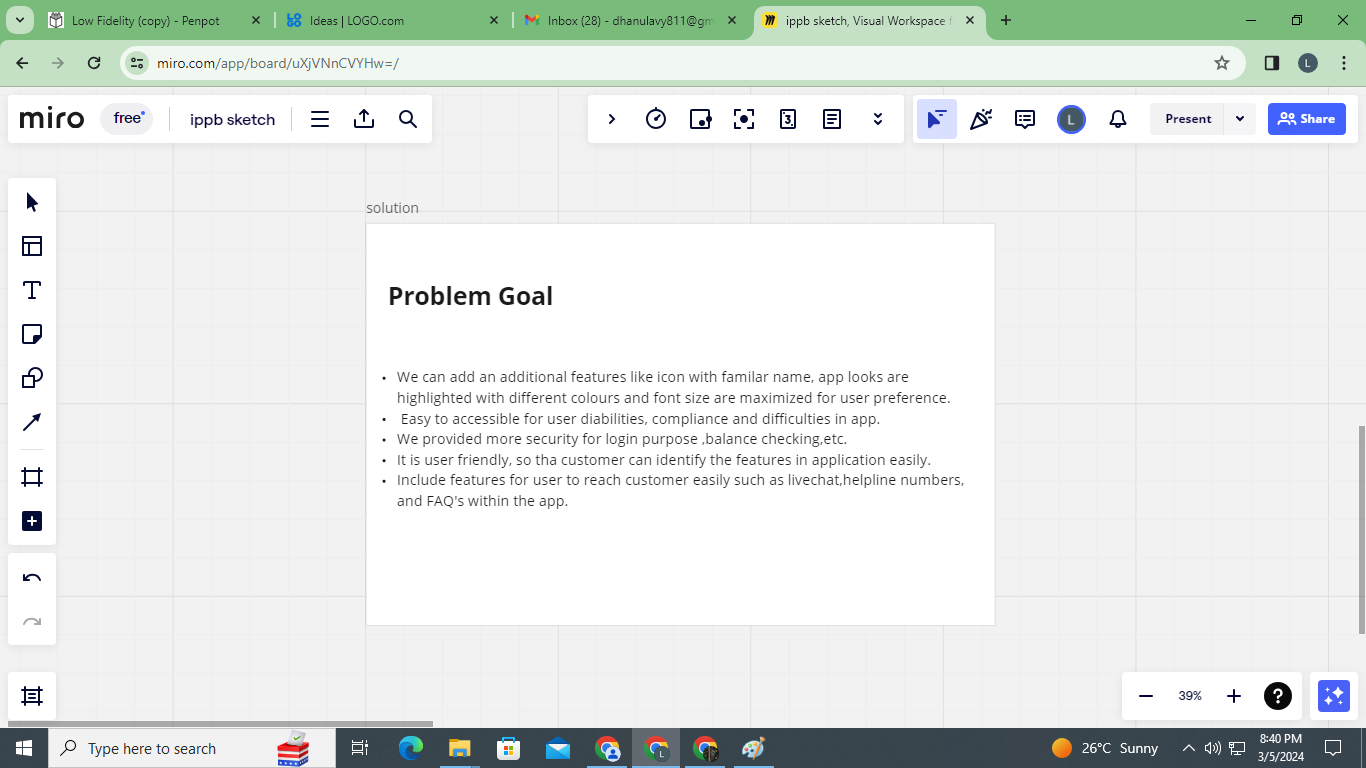 Low Fidelity (copy) - Penpot
Ideas | LOGO.com
Inbox (28) - dhanulavy811@gm
ippb sketch, Visual Workspace f
miro.com/app/board/uXjVNnCVYHw=/
L
miro
free
ippb sketch
3
L
Present
Share
solution
Problem Goal
• We can add an additional features like icon with familar name, app looks are
highlighted with different colours and font size are maximized for user preference.
• Easy to accessible for user diabilities, compliance and difficulties in app.
• We provided more security for login purpose ,balance checking,etc.
• It is user friendly, so tha customer can identify the features in application easily.
• Include features for user to reach customer easily such as livechat,helpline numbers,
and FAQ's within the app.
39%
?
Type here to search
L
26°C Sunny
8:40 PM
3/5/2024